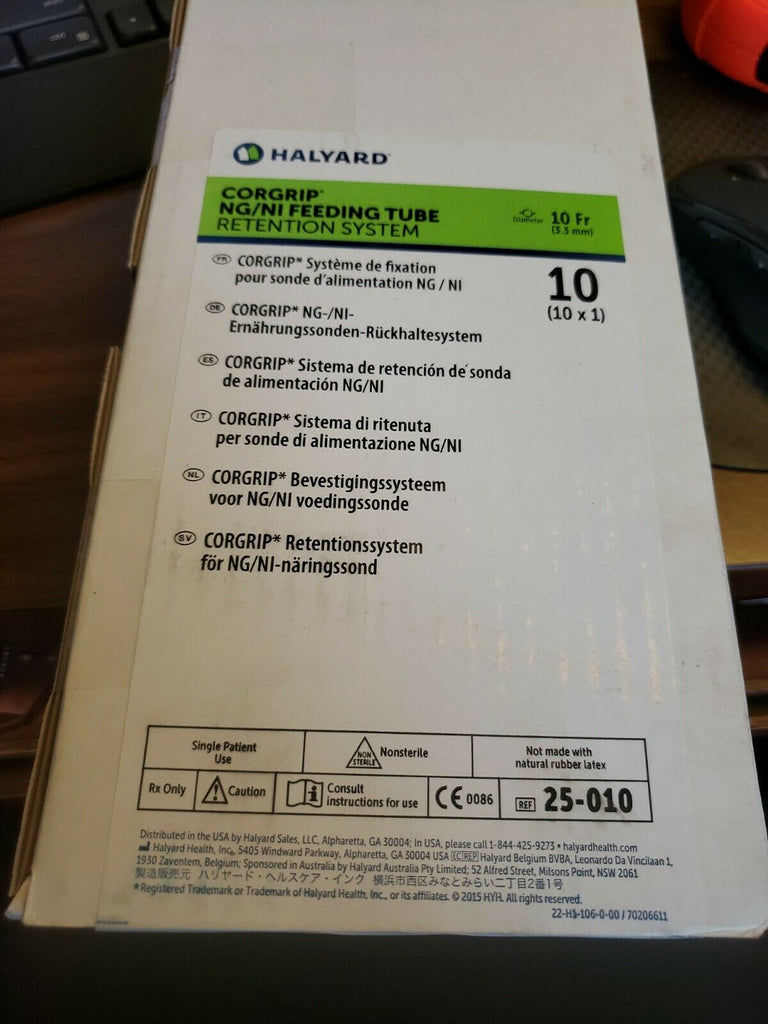 HALYARD
CORGRIP*
NG/NI FEEDING TUBE
RETENTION SYSTEM
Diameter
10 Fr
(3.3 mm)
10
(10 x 1)
FR CORGRIP* Système de fixation
pour sonde d'alimentation NG / NI
DE CORGRIP* NG-/NI-
Ernährungssonden-Rückhaltesystem
ES CORGRIP* Sistema de retención de sonda
de alimentación NG/NI
IT CORGRIP* Sistema di ritenuta
per sonde di alimentazione NG/NI
NL CORGRIP* Bevestigingssysteem
voor NG/NI voedingssonde
SV CORGRIP* Retentionssystem
för NG/NI-näringssond
Single Patient
Use
NON
STERILE
Nonsterile
Not made with
natural rubber latex
Rx Only
Caution
Consult
instructions for use
CE 0086
REF 25-010
Distributed in the USA by Halyard Sales, LLC, Alpharetta, GA 30004; In USA, please call 1-844-425-9273 • halyardhealth.com
Halyard Health, Inc., 5405 Windward Parkway, Alpharetta, GA 30004 USA EC REP Halyard Belgium BVBA, Leonardo Da Vincilaan 1,
1930 Zaventem, Belgium; Sponsored in Australia by Halyard Australia Pty Limited; 52 Alfred Street, Milsons Point, NSW 2061
製造販売元 ハリヤード・ヘルスケア・インク 横浜市西区みなとみらい二丁目2番1号
*Registered Trademark or Trademark of Halyard Health, Inc., or its affiliates. © 2015 HYH. All rights reserved.
22-H1-106-0-00 / 70206611